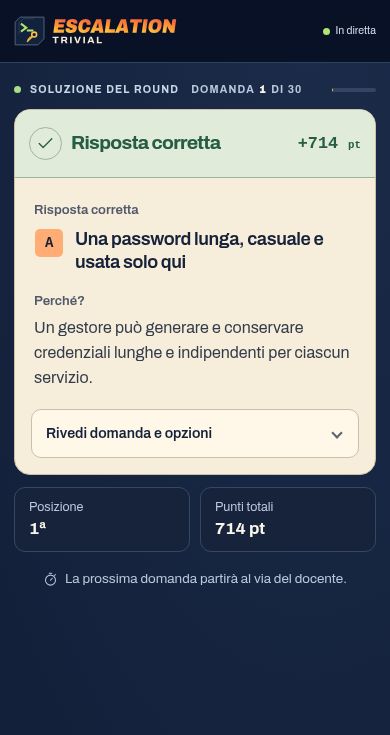 ESCALATION
TRIVIAL
In diretta
SOLUZIONE DEL ROUND DOMANDA 1 DI 30
Risposta corretta +714 pt
Risposta corretta
A Una password lunga, casuale e
usata solo qui
Perché?
Un gestore può generare e conservare
credenziali lunghe e indipendenti per ciascun
servizio.
Rivedi domanda e opzioni
Posizione
1ª
Punti totali
714 pt
La prossima domanda partirà al via del docente.